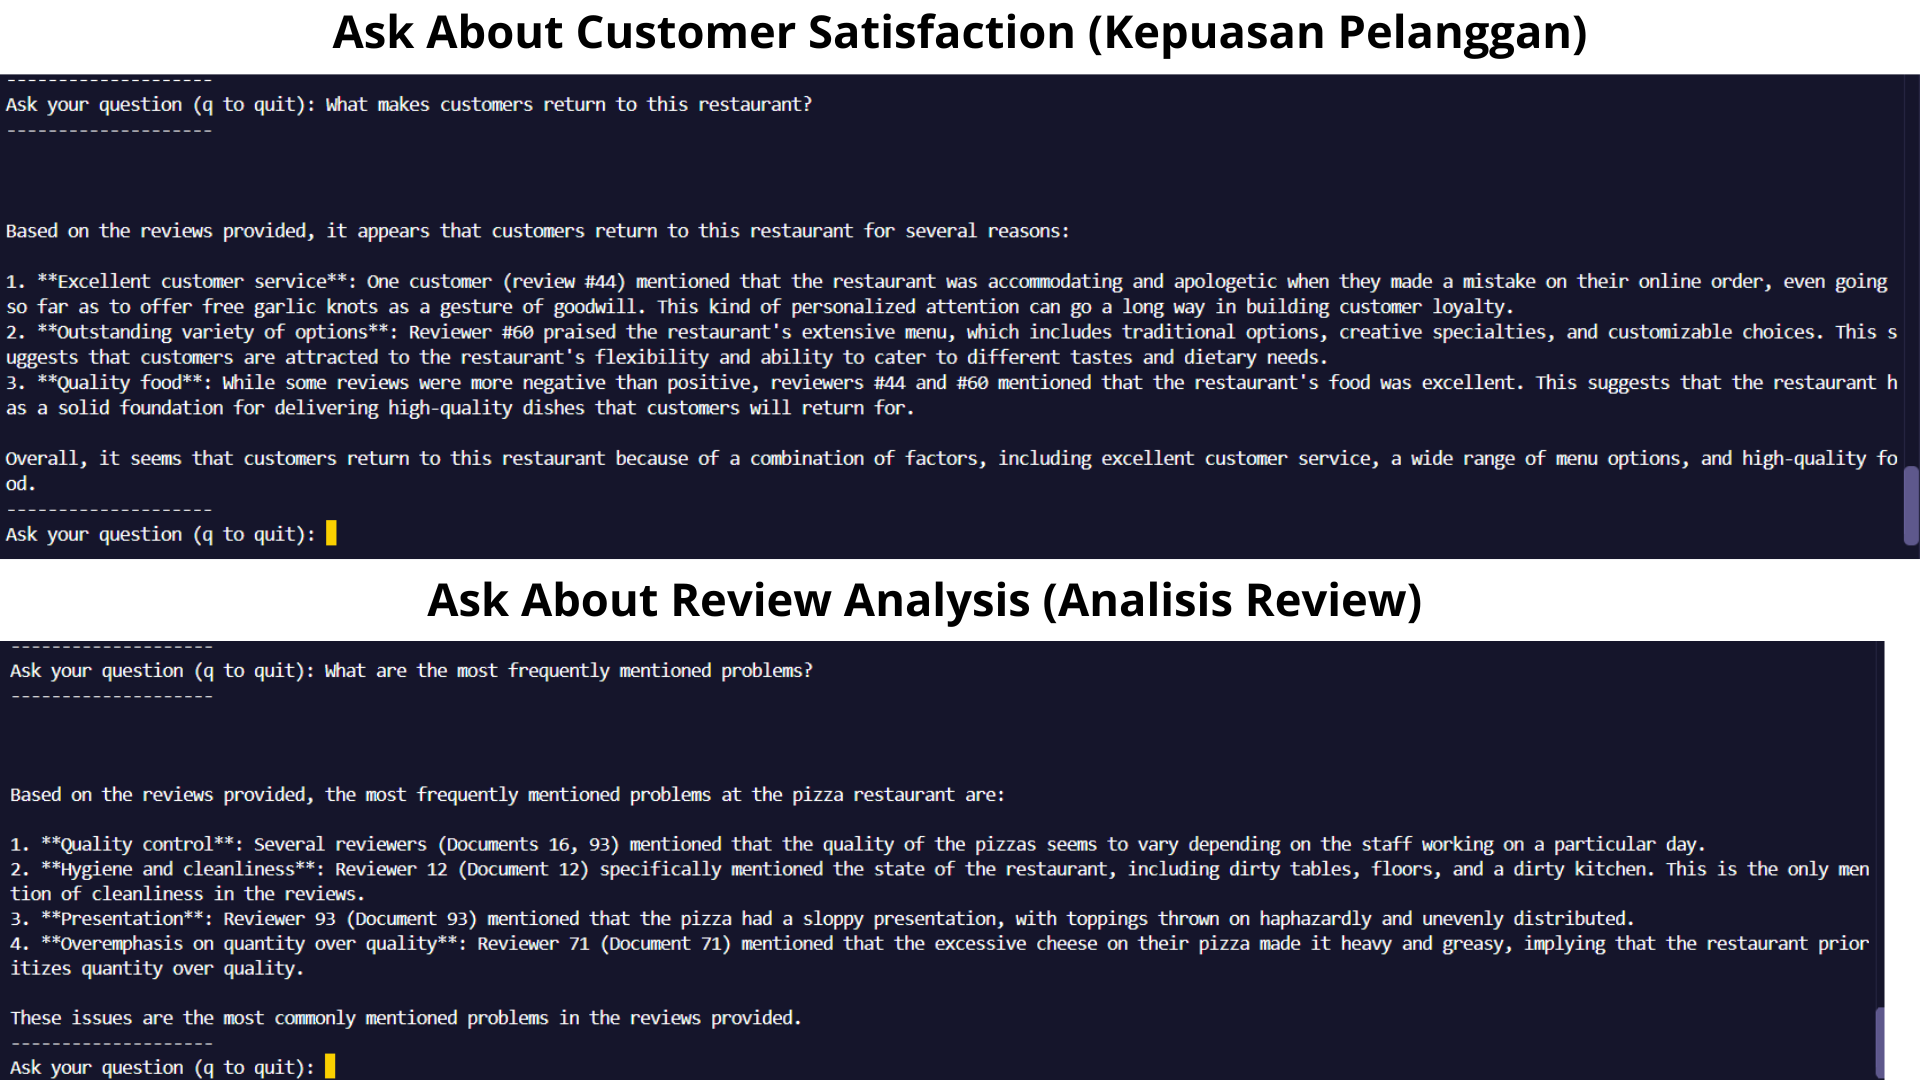 Ask About Customer Satisfaction (Kepuasan Pelanggan)
--------------------
Ask your question (q to quit): What makes customers return to this restaurant?
--------------------
Based on the reviews provided, it appears that customers return to this restaurant for several reasons:
1. **Excellent customer service**: One customer (review #44) mentioned that the restaurant was accommodating and apologetic when they made a mistake on their online order, even going
so far as to offer free garlic knots as a gesture of goodwill. This kind of personalized attention can go a long way in building customer loyalty.
2. **Outstanding variety of options**: Reviewer #60 praised the restaurant's extensive menu, which includes traditional options, creative specialties, and customizable choices. This s
uggests that customers are attracted to the restaurant's flexibility and ability to cater to different tastes and dietary needs.
3. **Quality food**: While some reviews were more negative than positive, reviewers #44 and #60 mentioned that the restaurant's food was excellent. This suggests that the restaurant h
as a solid foundation for delivering high-quality dishes that customers will return for.
Overall, it seems that customers return to this restaurant because of a combination of factors, including excellent customer service, a wide range of menu options, and high-quality fo
od.
--------------------
Ask your question (q to quit):
Ask About Review Analysis (Analisis Review)
--------------------
Ask your question (q to quit): What are the most frequently mentioned problems?
--------------------
Based on the reviews provided, the most frequently mentioned problems at the pizza restaurant are:
1. **Quality control**: Several reviewers (Documents 16, 93) mentioned that the quality of the pizzas seems to vary depending on the staff working on a particular day.
2. **Hygiene and cleanliness**: Reviewer 12 (Document 12) specifically mentioned the state of the restaurant, including dirty tables, floors, and a dirty kitchen. This is the only men
tion of cleanliness in the reviews.
3. **Presentation**: Reviewer 93 (Document 93) mentioned that the pizza had a sloppy presentation, with toppings thrown on haphazardly and unevenly distributed.
4. **Overemphasis on quantity over quality**: Reviewer 71 (Document 71) mentioned that the excessive cheese on their pizza made it heavy and greasy, implying that the restaurant prior
itizes quantity over quality.
These issues are the most commonly mentioned problems in the reviews provided.
--------------------
Ask your question (q to quit):